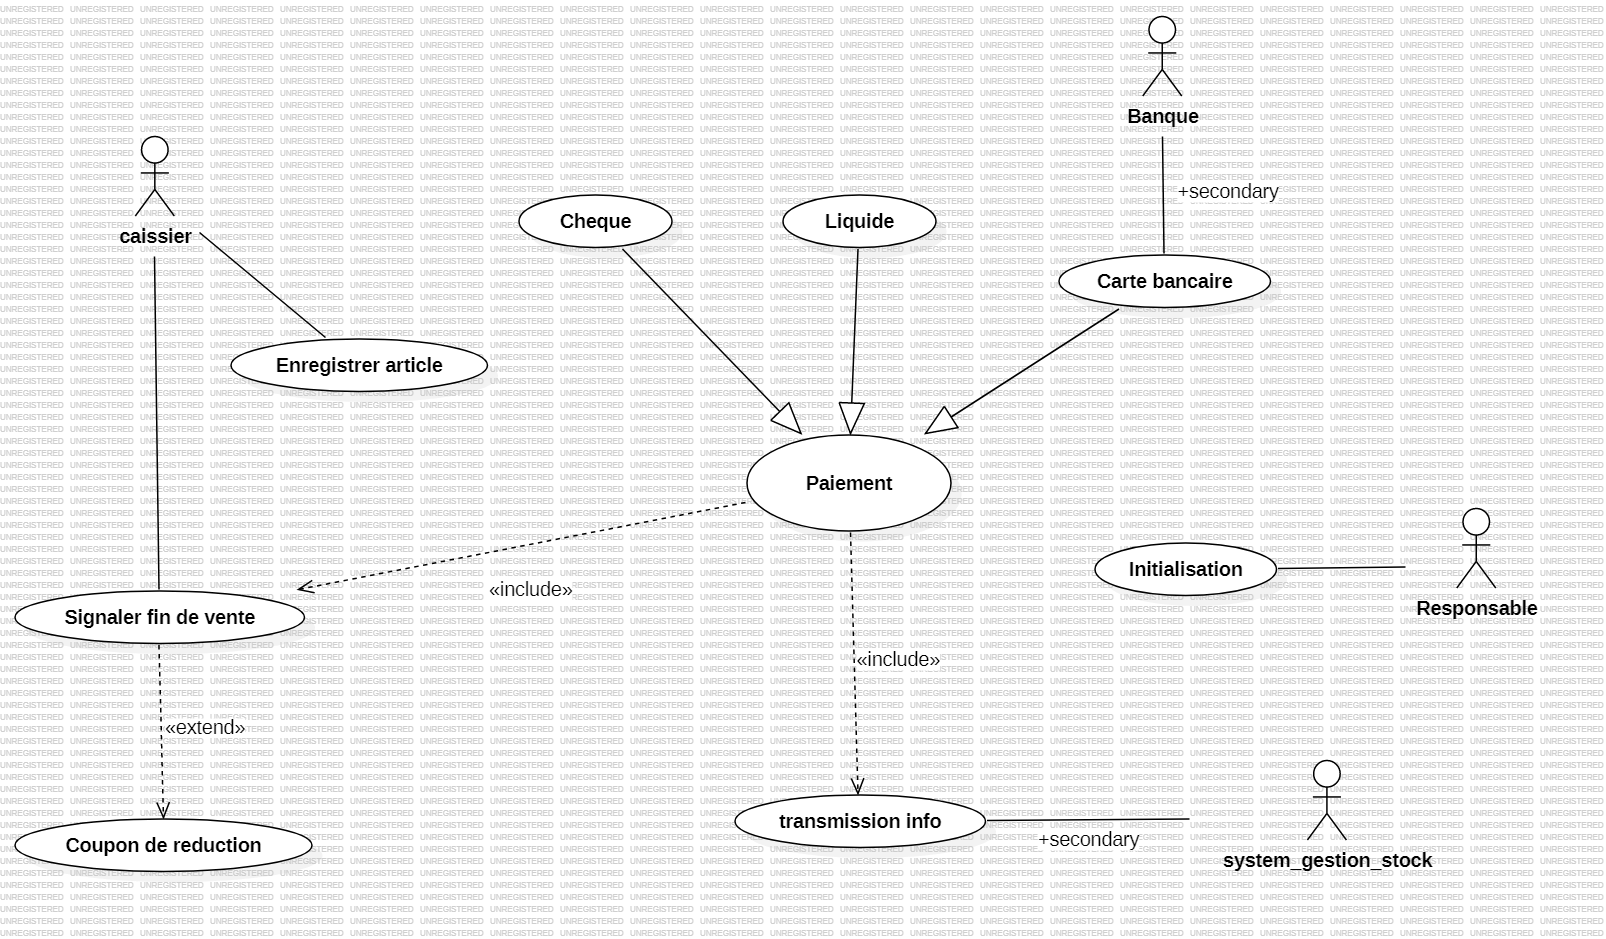 Banque
+secondary
caissier
Cheque
Liquide
Carte bancaire
Enregistrer article
Paiement
Initialisation
Responsable
«include»
Signaler fin de vente
«include»
«extend»
transmission info
+secondary
Coupon de reduction
system_gestion_stock
UNREGISTERED